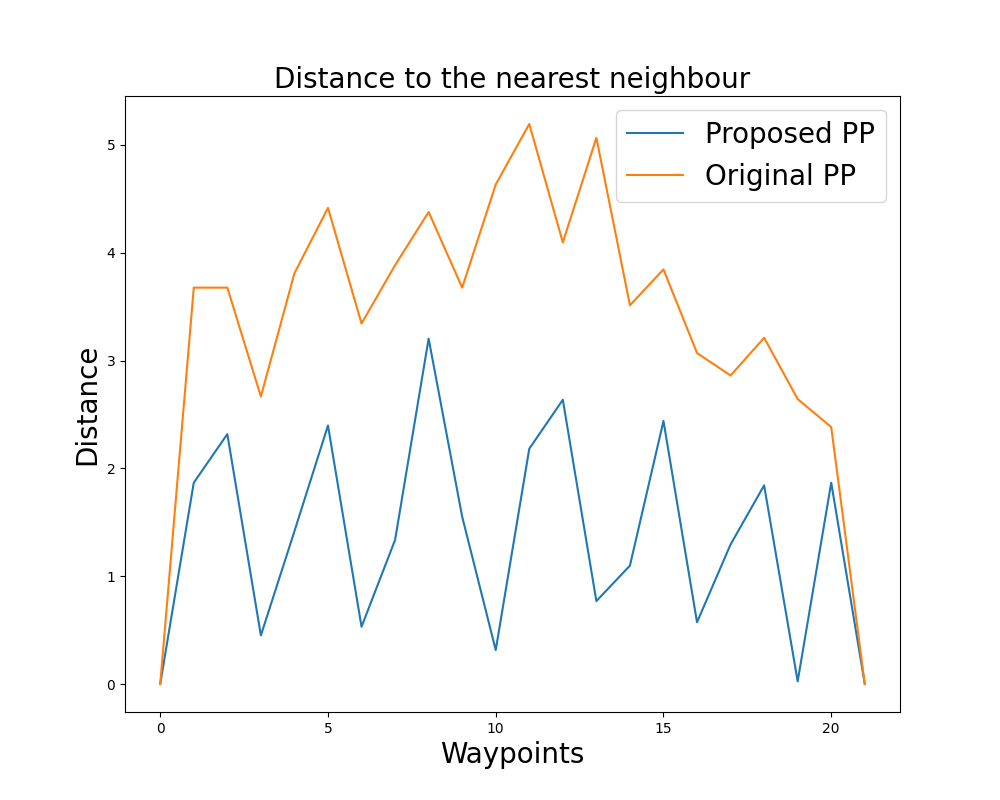 Distance to the nearest neighbour
Proposed PP
Original PP
5
4
3
2
1
0
Distance
0 5 10 15 20
Waypoints